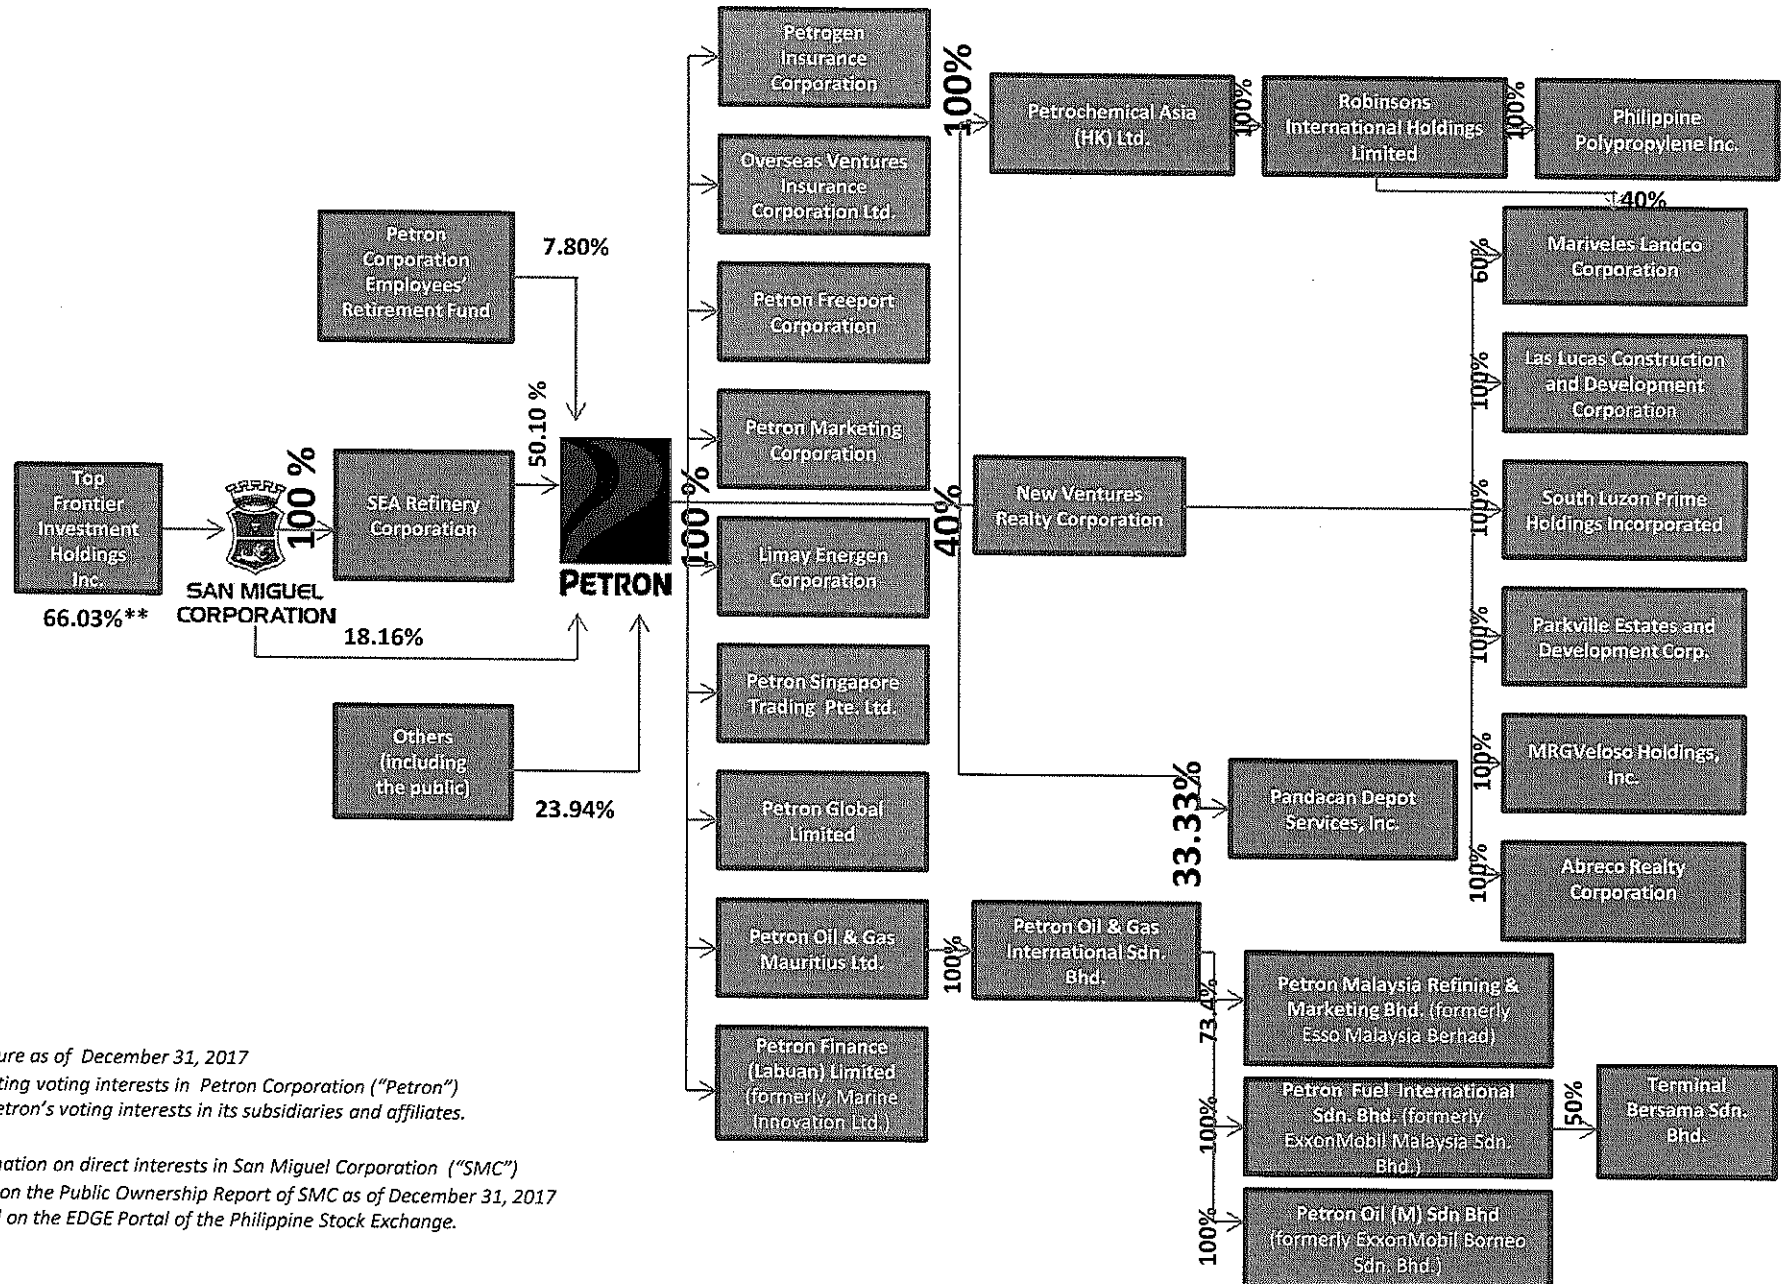 Petrogen
Insurance
Corporation
100%
Petrochemical Asia
(HK) Ltd.
100%
Robinsons
International Holdings
Limited
100%
Philippine
Polypropylene Inc.
40%
Overseas Ventures
Insurance
Corporation Ltd.
Petron
Corporation
Employees'
Retirement Fund
7.80%
60%
Mariveles Landco
Corporation
Petron Freeport
Corporation
100%
Las Lucas Construction
and Development
Corporation
Petron Marketing
Corporation
50.10 %
Top
Frontier
Investment
Holdings
Inc.
66.03%**
SAN MIGUEL
CORPORATION
100 %
SEA Refinery
Corporation
PETRON
100 %
40%
New Ventures
Realty Corporation
100%
South Luzon Prime
Holdings Incorporated
Limay Energen
Corporation
18.16%
100%
Parkville Estates and
Development Corp.
Petron Singapore
Trading Pte. Ltd.
Others
(including
the public)
23.94%
100%
MRGVeloso Holdings,
Inc.
Petron Global
Limited
33.33%
Pandacan Depot
Services, Inc.
100%
Abreco Realty
Corporation
Petron Oil & Gas
Mauritius Ltd.
100%
Petron Oil & Gas
International Sdn.
Bhd.
73.4%
Petron Malaysia Refining &
Marketing Bhd. (formerly
Esso Malaysia Berhad)
Petron Finance
(Labuan) Limited
(formerly, Marine
Innovation Ltd.)
100%
Petron Fuel International
Sdn. Bhd. (formerly
ExxonMobil Malaysia Sdn.
Bhd.)
50%
Terminal
Bersama Sdn.
Bhd.
100%
Petron Oil (M) Sdn Bhd
(formerly ExxonMobil Borneo
Sdn. Bhd.)
ure as of December 31, 2017
ting voting interests in Petron Corporation ("Petron")
etron's voting interests in its subsidiaries and affiliates.
nation on direct interests in San Miguel Corporation ("SMC")
on the Public Ownership Report of SMC as of December 31, 2017
l on the EDGE Portal of the Philippine Stock Exchange.